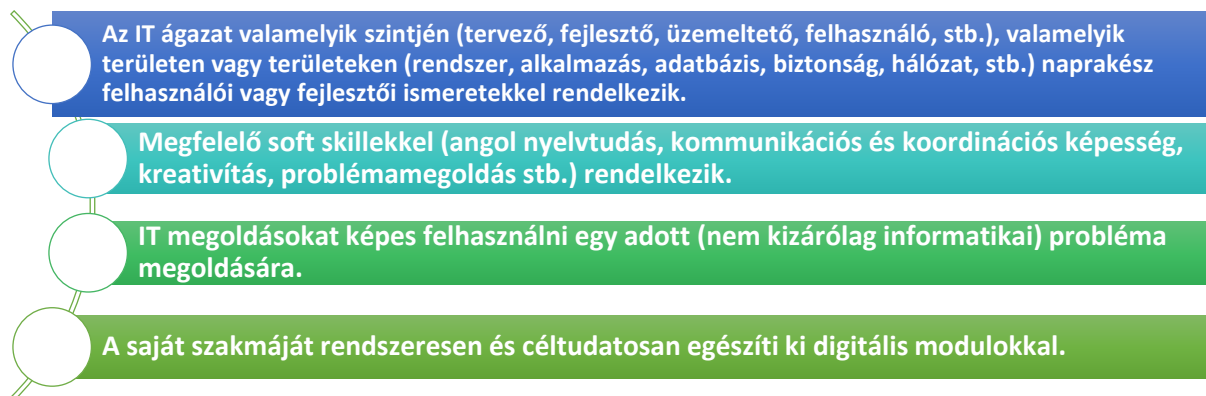 Az IT ágazat valamelyik szintjén (tervező, fejlesztő, üzemeltető, felhasználó, stb.), valamelyik
területen vagy területeken (rendszer, alkalmazás, adatbázis, biztonság, hálózat, stb.) naprakész
felhasználói vagy fejlesztői ismeretekkel rendelkezik.
Megfelelő soft skillekkel (angol nyelvtudás, kommunikációs és koordinációs képesség,
kreativítás, problémamegoldás stb.) rendelkezik.
IT megoldásokat képes felhasználni egy adott (nem kizárólag informatikai) probléma
megoldására.
A saját szakmáját rendszeresen és céltudatosan egészíti ki digitális modulokkal.